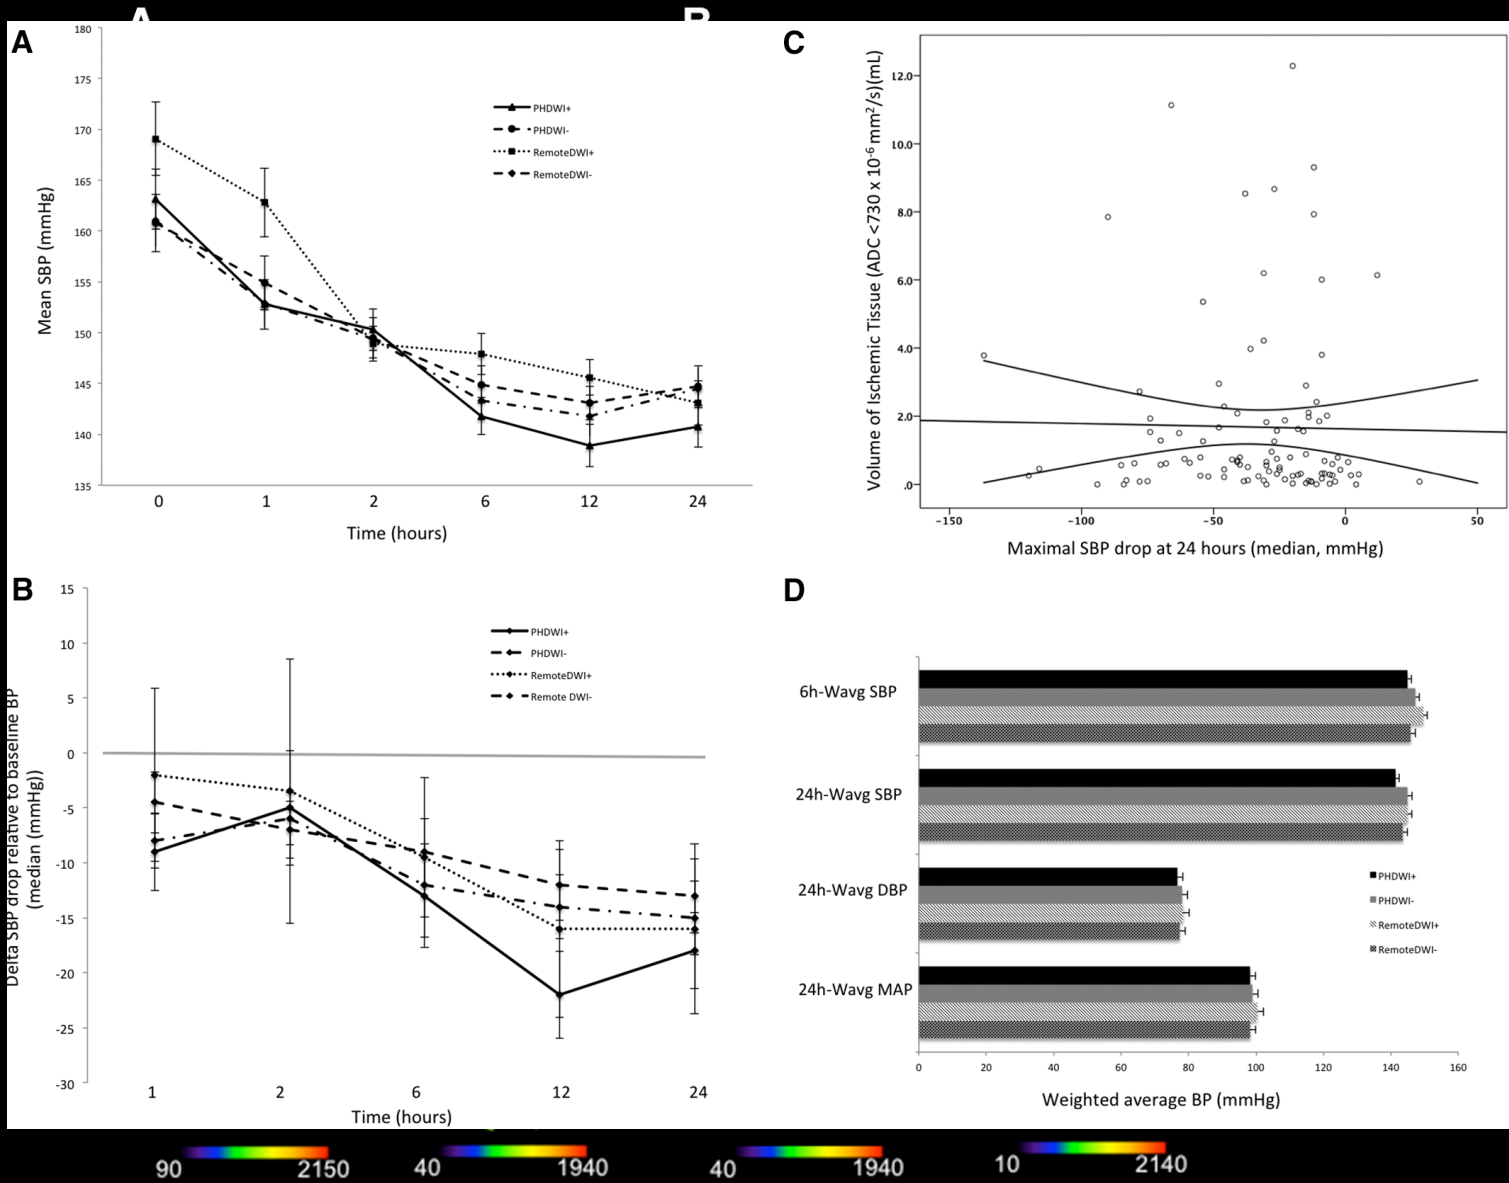 A
180
175
170
165
160
155
150
145
140
135
Mean SBP (mmHg)
PHDWI+
PHDWI-
RemoteDWI+
RemoteDWI-
0 1 2 6 12 24
Time (hours)
B
15
10
5
0
-5
-10
-15
-20
-25
-30
Delta SBP drop relative to baseline BP
(median (mmHg))
PHDWI+
PHDWI-
RemoteDWI+
Remote DWI-
1 2 6 12 24
Time (hours)
C
12.0
10.0
8.0
6.0
4.0
2.0
.0
Volume of Ischemic Tissue (ADC <730 x 10-6 mm2/s)(mL)
-150 -100 -50 0 50
Maximal SBP drop at 24 hours (median, mmHg)
D
6h-Wavg SBP
24h-Wavg SBP
24h-Wavg DBP
24h-Wavg MAP
PHDWI+
PHDWI-
RemoteDWI+
RemoteDWI-
0 20 40 60 80 100 120 140 160
Weighted average BP (mmHg)
90 2150 40 1940 40 1940 10 2140